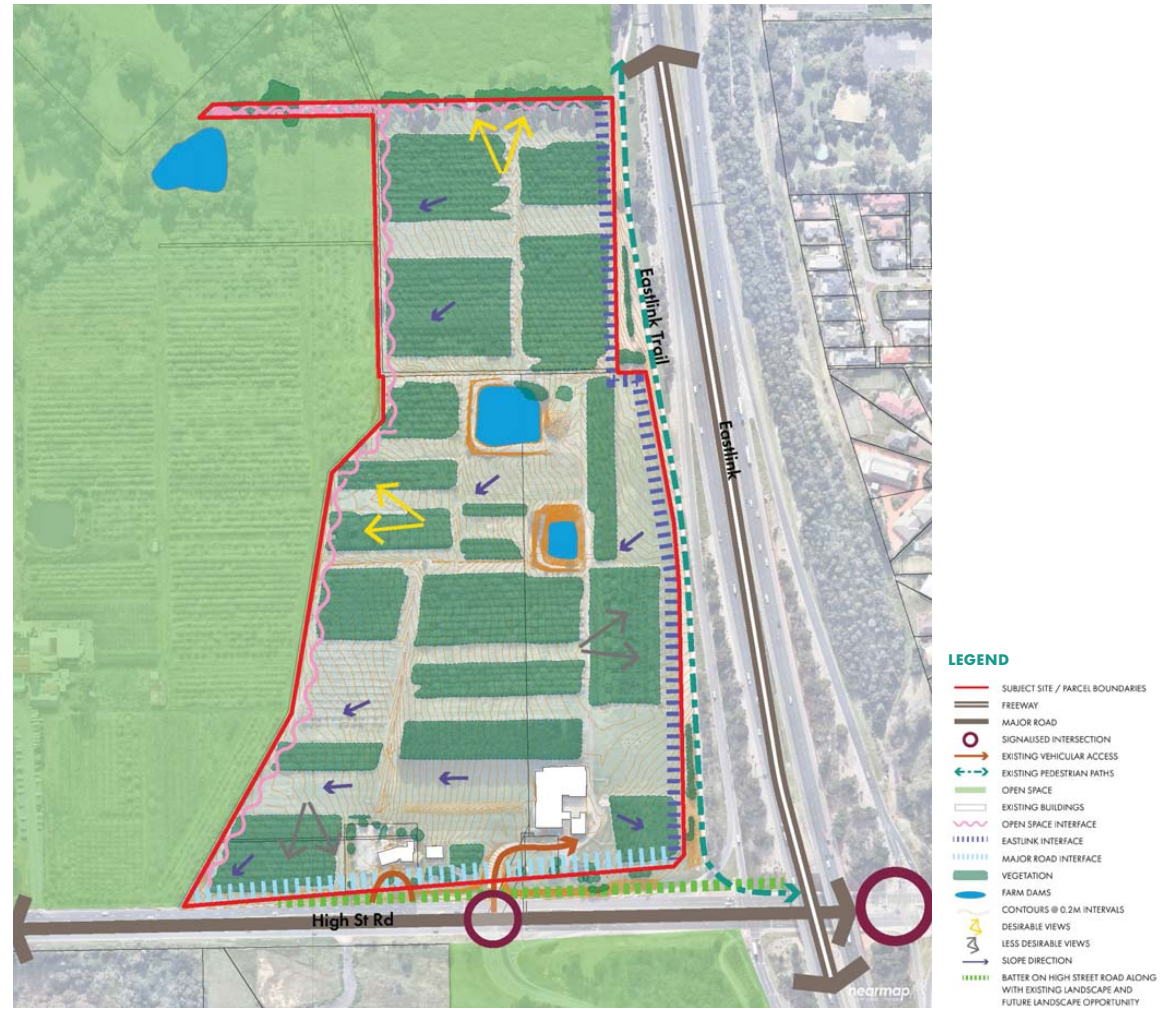 Eastlink Trail
Eastlink
High St Rd
nearmap
LEGEND
SUBJECT SITE / PARCEL BOUNDARIES
FREEWAY
MAJOR ROAD
SIGNALISED INTERSECTION
EXISTING VEHICULAR ACCESS
EXISTING PEDESTRIAN PATHS
OPEN SPACE
EXISTING BUILDINGS
OPEN SPACE INTERFACE
EASTLINK INTERFACE
MAJOR ROAD INTERFACE
VEGETATION
FARM DAMS
CONTOURS @ 0.2M INTERVALS
DESIRABLE VIEWS
LESS DESIRABLE VIEWS
SLOPE DIRECTION
BATTER ON HIGH STREET ROAD ALONG
WITH EXISTING LANDSCAPE AND
FUTURE LANDSCAPE OPPORTUNITY